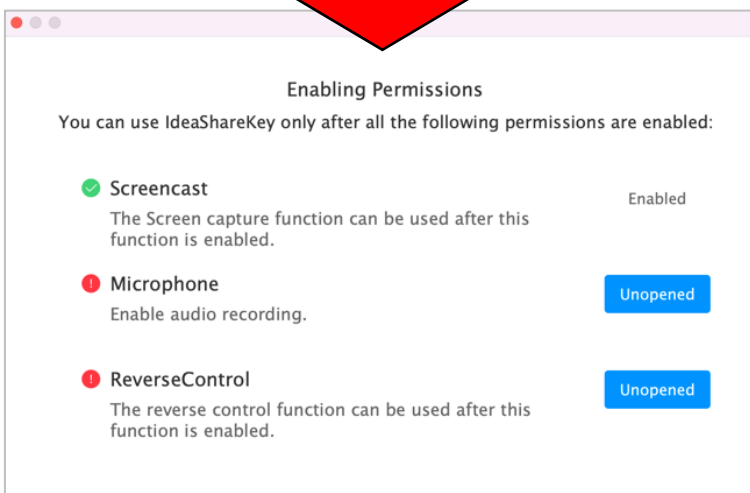 Enabling Permissions
You can use IdeaShareKey only after all the following permissions are enabled:
Screencast
Enabled
The Screen capture function can be used after this
function is enabled.
Microphone
Unopened
Enable audio recording.
ReverseControl
Unopened
The reverse control function can be used after this
function is enabled.